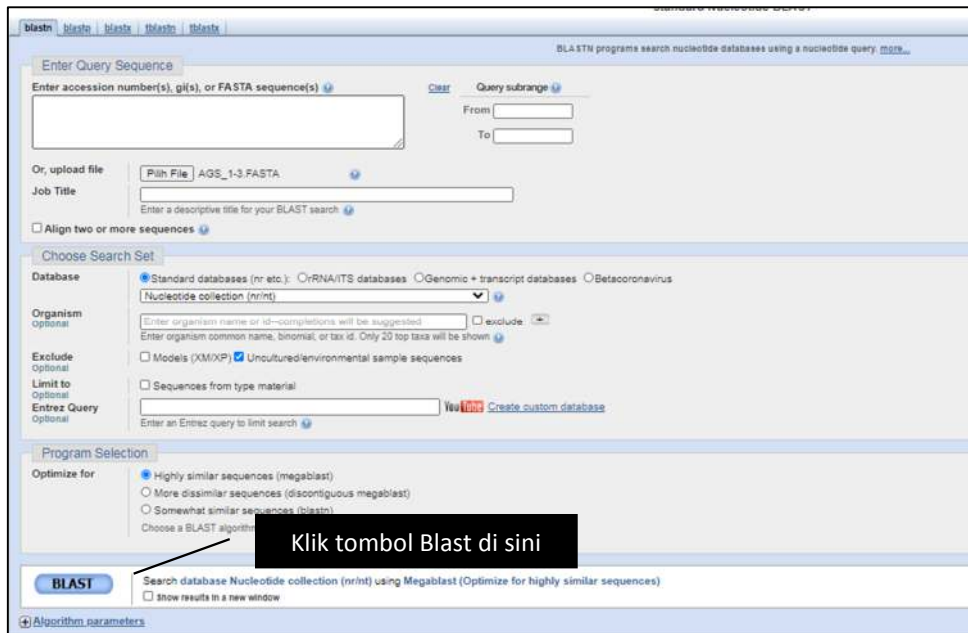 Standard Nucleotide BLAST
blastn blastp blastx tblastn tblastx
BLASTN programs search nucleotide databases using a nucleotide query. more...
Enter Query Sequence
Enter accession number(s), gi(s), or FASTA sequence(s) Clear Query subrange
From
To
Or, upload file Pilih File AGS_1-3.FASTA
Job Title
Enter a descriptive title for your BLAST search
Align two or more sequences
Choose Search Set
Database Standard databases (nr etc.): rRNA/ITS databases Genomic + transcript databases Betacoronavirus
Nucleotide collection (nr/nt)
Organism
Optional
Enter organism name or id--completions will be suggested exclude +
Enter organism common name, binomial, or tax id. Only 20 top taxa will be shown
Exclude Models (XM/XP) Uncultured/environmental sample sequences
Optional
Limit to Sequences from type material
Optional
Entrez Query YouTube Create custom database
Optional
Enter an Entrez query to limit search
Program Selection
Optimize for Highly similar sequences (megablast)
More dissimilar sequences (discontiguous megablast)
Somewhat similar sequences (blastn)
Choose a BLAST algorithm
Klik tombol Blast di sini
BLAST Search database Nucleotide collection (nr/nt) using Megablast (Optimize for highly similar sequences)
Show results in a new window
Algorithm parameters